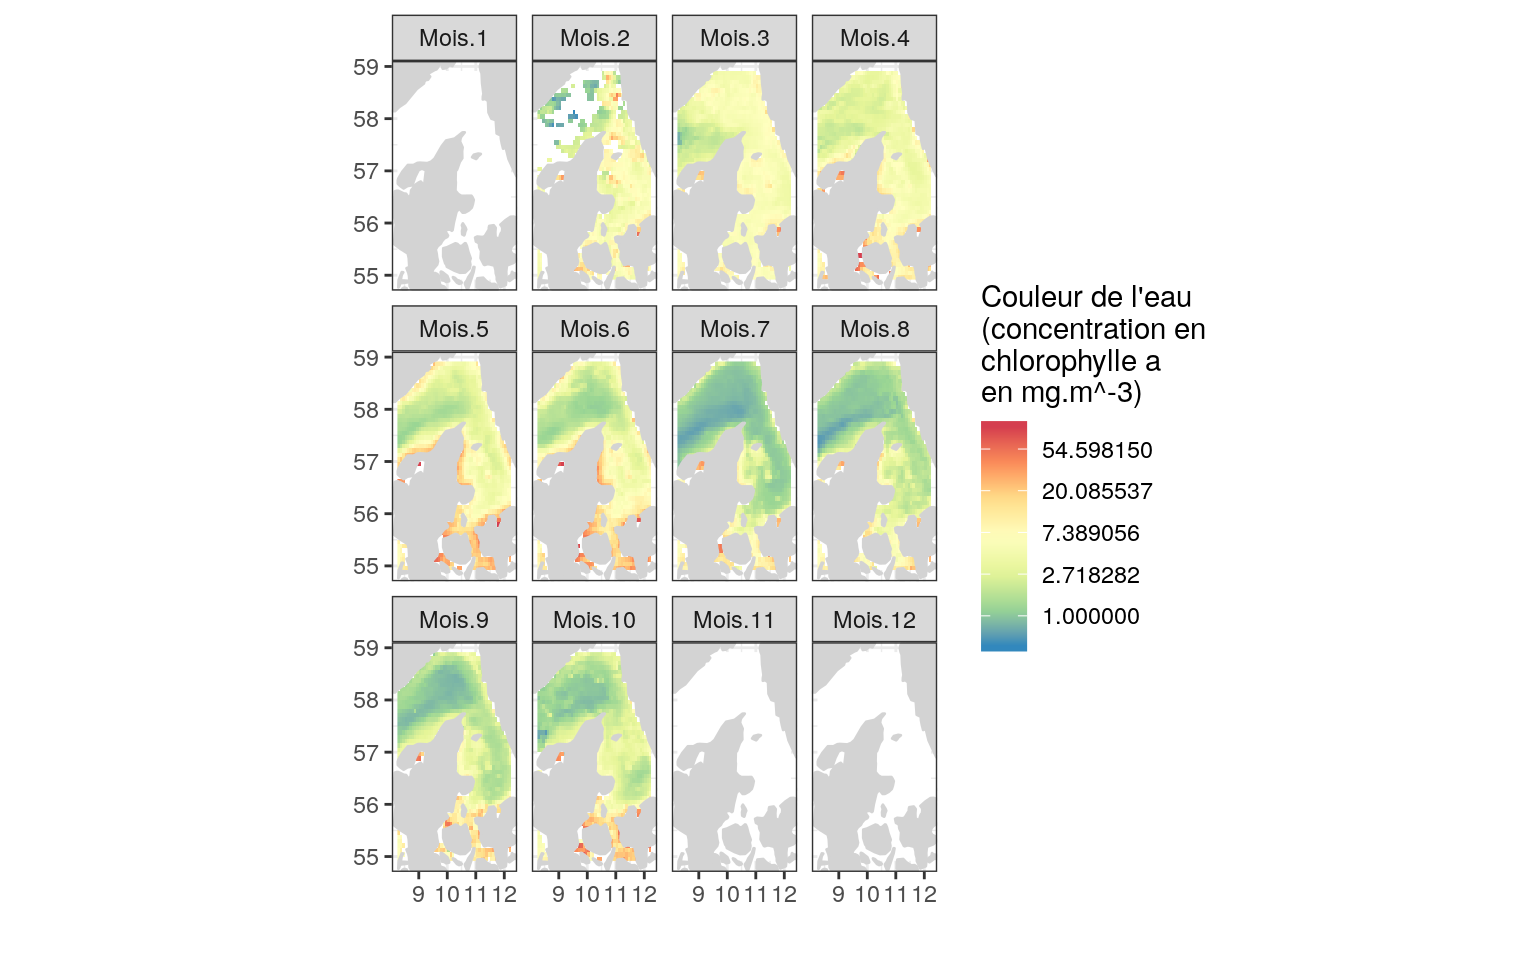 Mois.1 Mois.2 Mois.3 Mois.4
59
58
57
56
55
Mois.5 Mois.6 Mois.7 Mois.8
59
58
57
56
55
Mois.9 Mois.10 Mois.11 Mois.12
59
58
57
56
55
9 10 11 12 9 10 11 12 9 10 11 12 9 10 11 12
Couleur de l'eau
(concentration en
chlorophylle a
en mg.m^-3)
54.598150
20.085537
7.389056
2.718282
1.000000